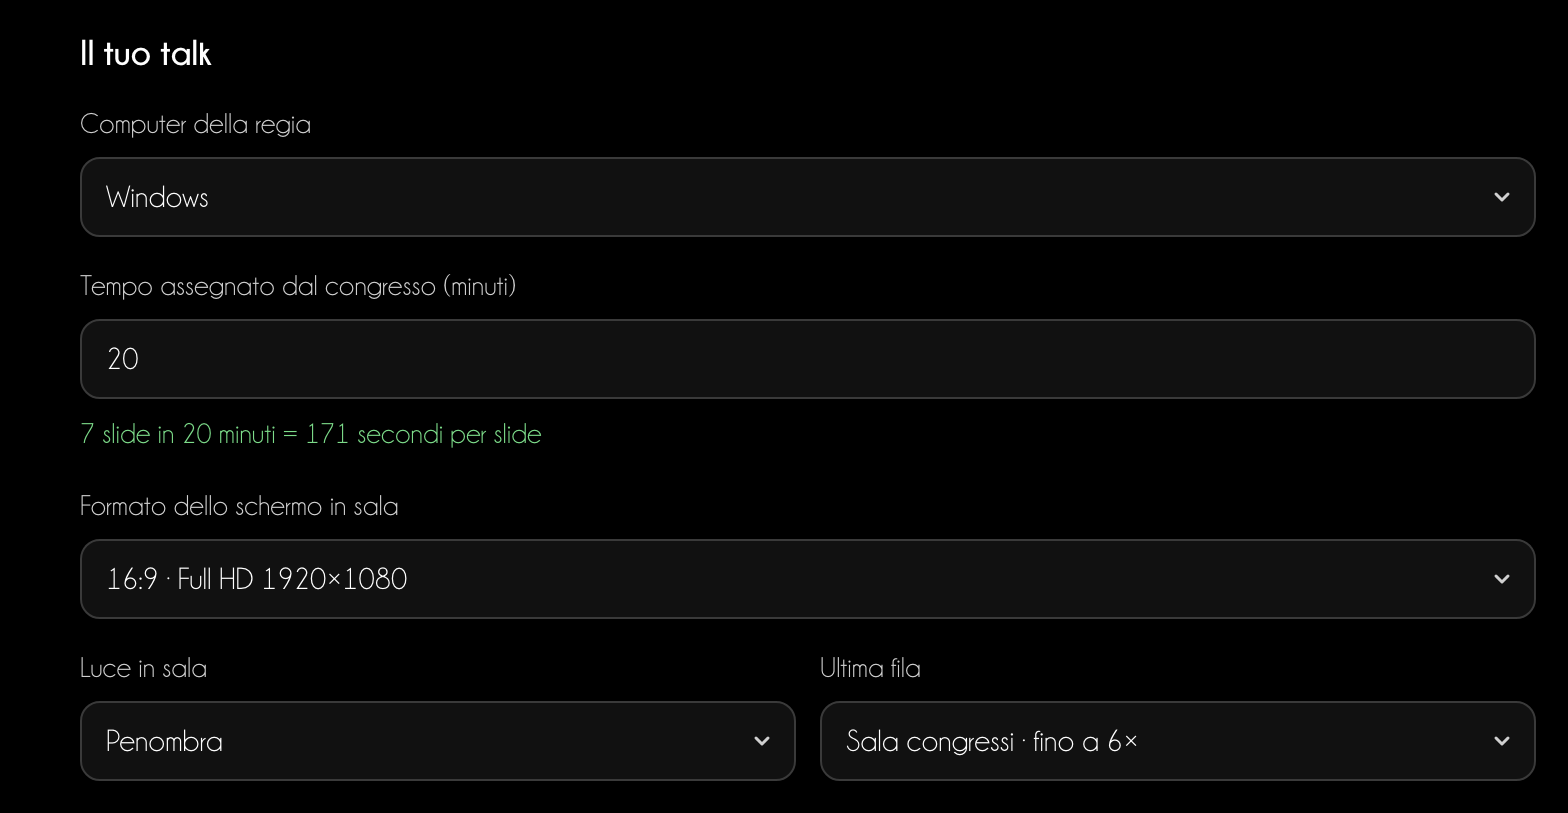 Il tuo talk
Computer della regia
Windows
Tempo assegnato dal congresso (minuti)
20
7 slide in 20 minuti = 171 secondi per slide
Formato dello schermo in sala
16:9 · Full HD 1920×1080
Luce in sala
Ultima fila
Penombra
Sala congressi · fino a 6×